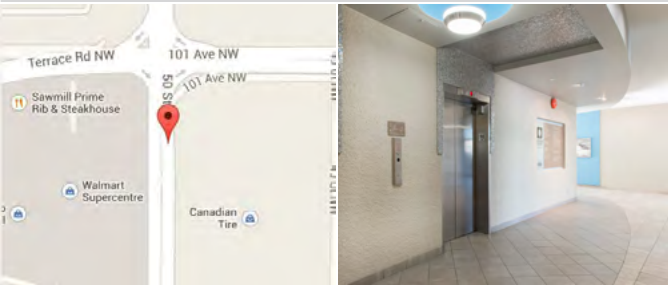 Terrace Rd NW
101 Ave NW
101 Ave NW
50 St
Sawmill Prime
Rib & Steakhouse
Walmart
Supercentre
Canadian
Tire